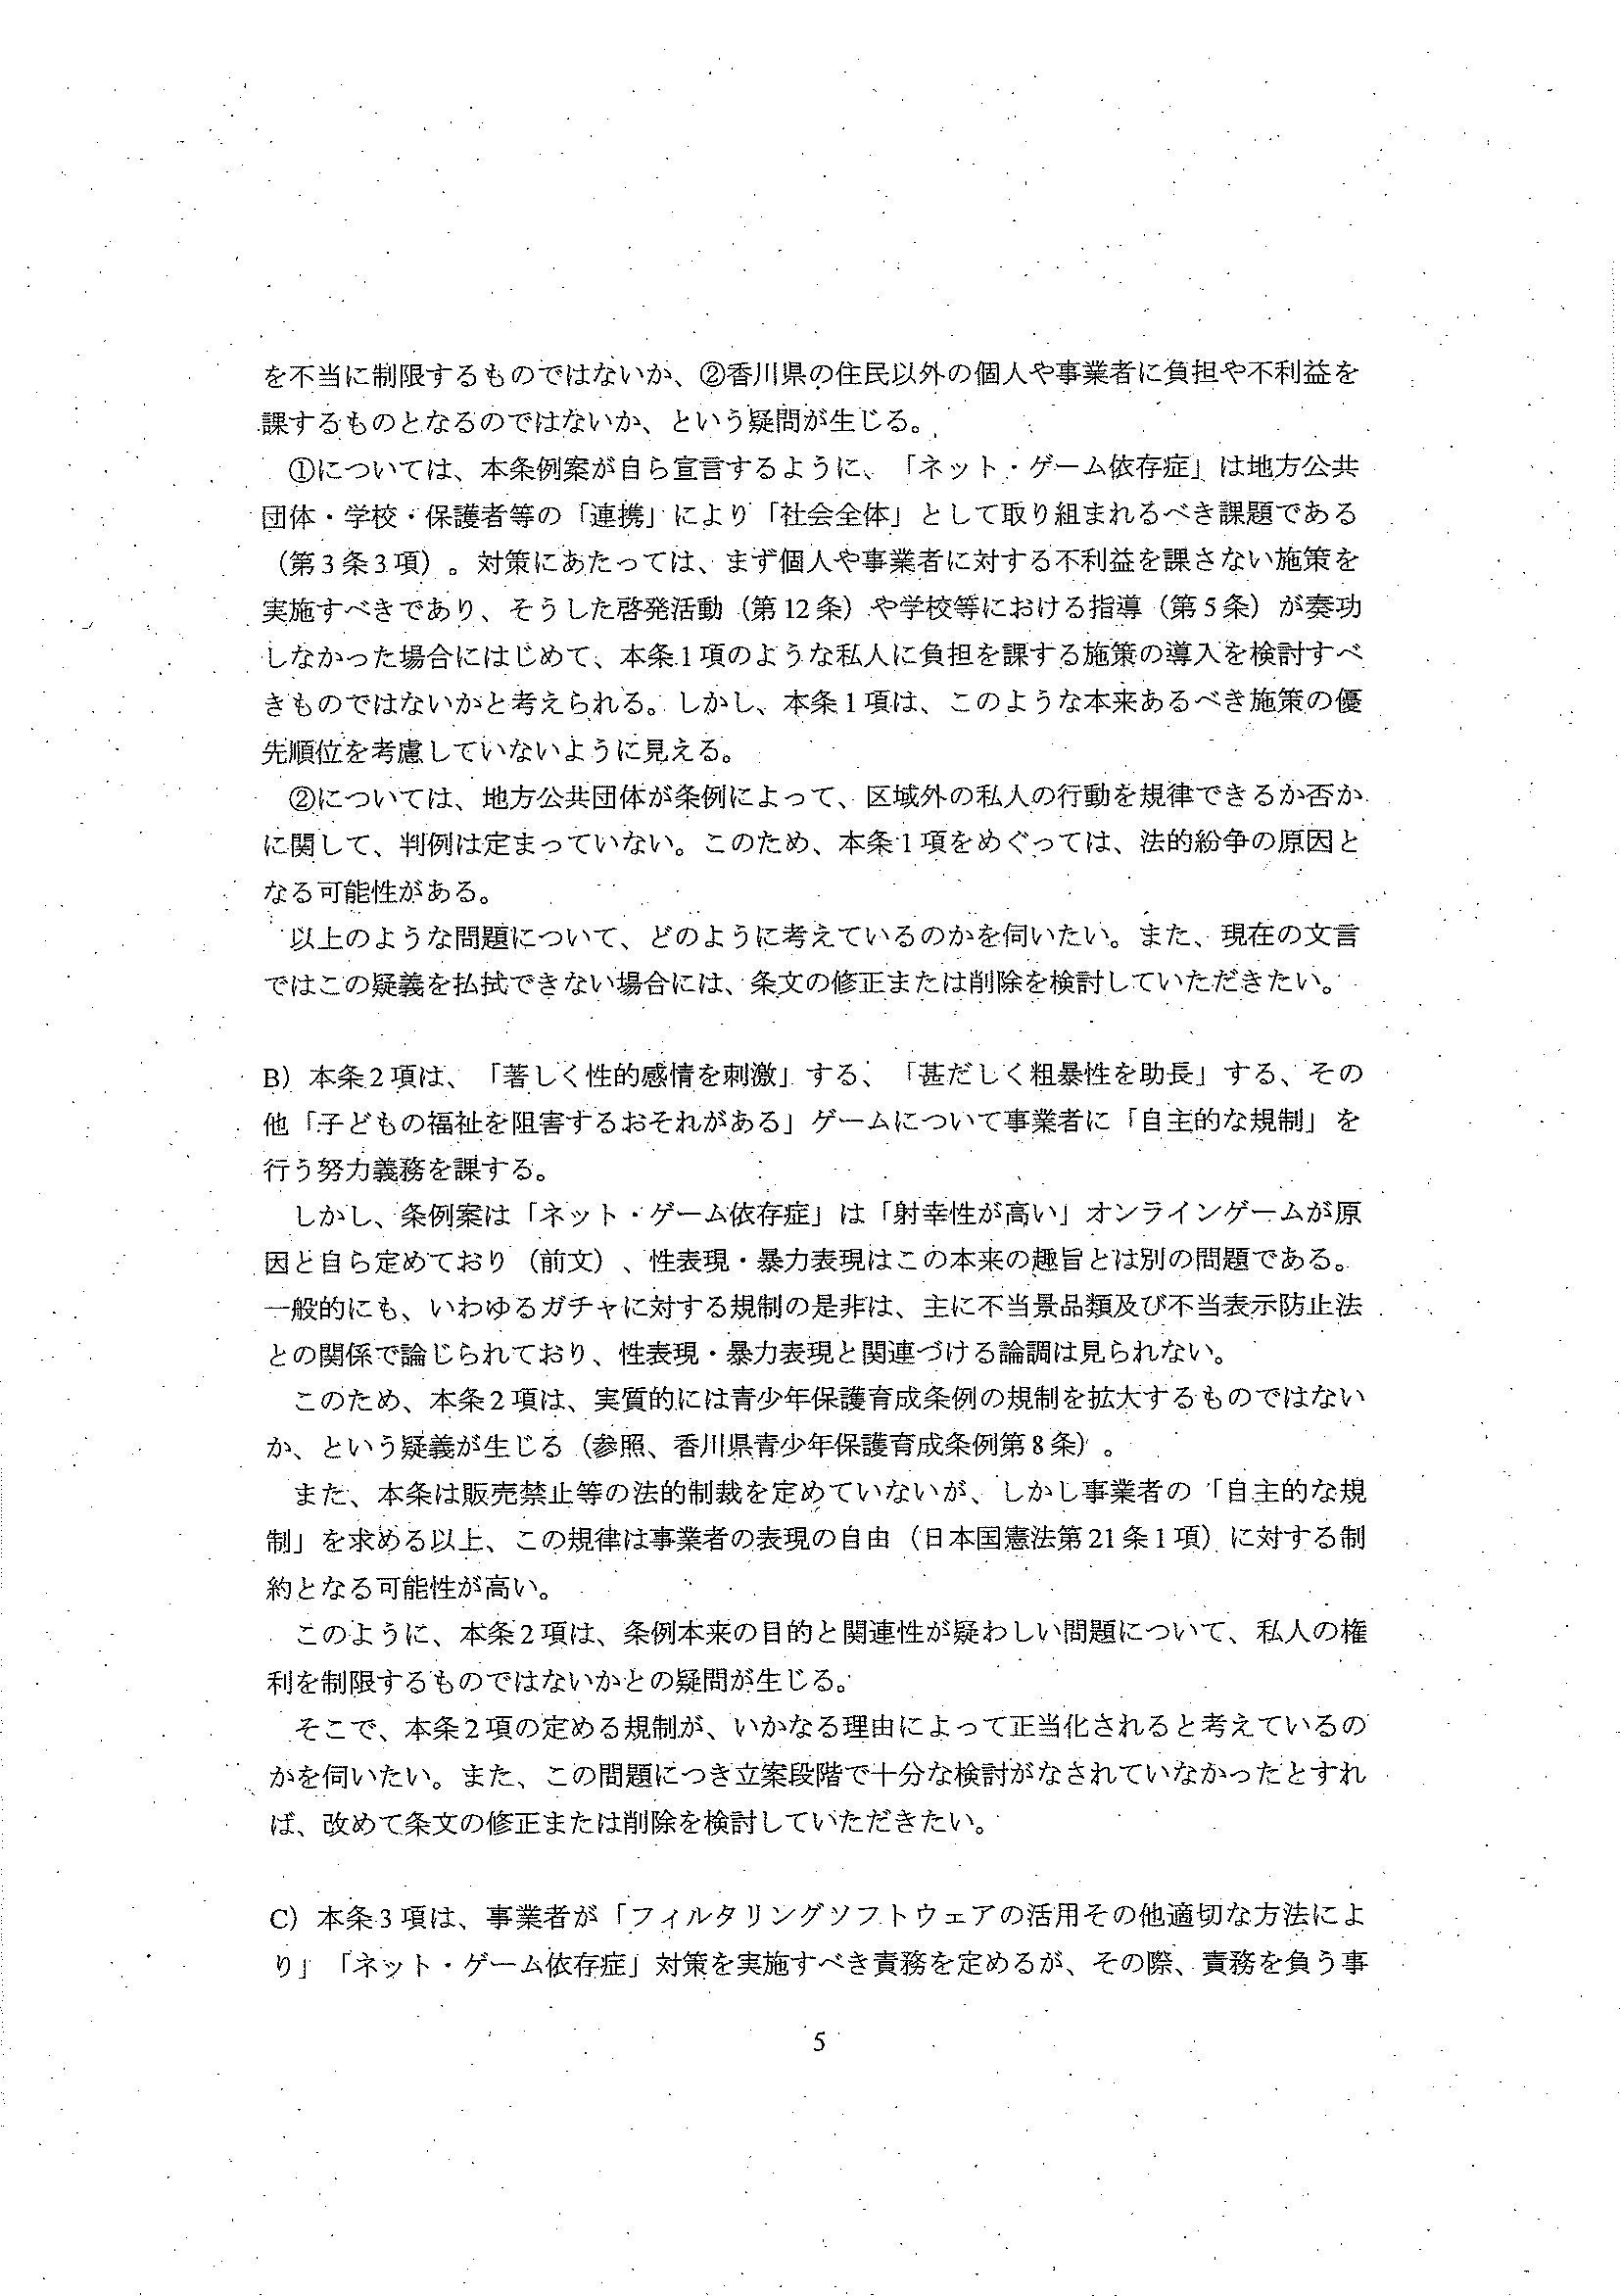 を不当に制限するものではないか、②香川県の住民以外の個人や事業者に負担や不利益を
課するものとなるのではないか、という疑問が生じる。
①については、本条例案が自ら宣言するように、「ネット・ゲーム依存症」は地方公共
団体・学校・保護者等の「連携」により「社会全体」として取り組まれるべき課題である
（第3条3項）。対策にあたっては、まず個人や事業者に対する不利益を課さない施策を
実施すべきであり、そうした啓発活動（第12条）や学校等における指導（第5条）が奏功
しなかった場合にはじめて、本条1項のような私人に負担を課する施策の導入を検討すべ
きものではないかと考えられる。しかし、本条1項は、このような本来あるべき施策の優
先順位を考慮していないように見える。
②については、地方公共団体が条例によって、区域外の私人の行動を規律できるか否か
に関して、判例は定まっていない。このため、本条1項をめぐっては、法的紛争の原因と
なる可能性がある。
以上のような問題について、どのように考えているのかを伺いたい。また、現在の文言
ではこの疑義を払拭できない場合には、条文の修正または削除を検討していただきたい。
B）本条2項は、「著しく性的感情を刺激」する、「甚だしく粗暴性を助長」する、その
他「子どもの福祉を阻害するおそれがある」ゲームについて事業者に「自主的な規制」を
行う努力義務を課する。
しかし、条例案は「ネット・ゲーム依存症」は「射幸性が高い」オンラインゲームが原
因と自ら定めており（前文）、性表現・暴力表現はこの本来の趣旨とは別の問題である。
一般的にも、いわゆるガチャに対する規制の是非は、主に不当景品類及び不当表示防止法
との関係で論じられており、性表現・暴力表現と関連づける論調は見られない。
このため、本条2項は、実質的には青少年保護育成条例の規制を拡大するものではない
か、という疑義が生じる（参照、香川県青少年保護育成条例第8条）。
また、本条は販売禁止等の法的制裁を定めていないが、しかし事業者の「自主的な規
制」を求める以上、この規律は事業者の表現の自由（日本国憲法第21条1項）に対する制
約となる可能性が高い。
このように、本条2項は、条例本来の目的と関連性が疑わしい問題について、私人の権
利を制限するものではないかとの疑問が生じる。
そこで、本条2項の定める規制が、いかなる理由によって正当化されると考えているの
かを伺いたい。また、この問題につき立案段階で十分な検討がなされていなかったとすれ
ば、改めて条文の修正または削除を検討していただきたい。
C）本条3項は、事業者が「フィルタリングソフトウェアの活用その他適切な方法によ
り」「ネット・ゲーム依存症」対策を実施すべき責務を定めるが、その際、責務を負う事
5